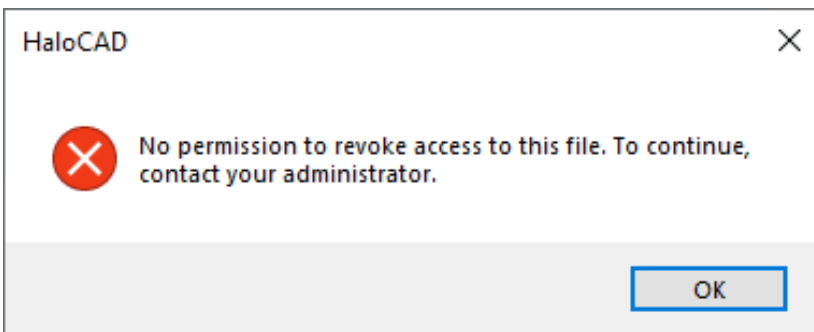 HaloCAD
No permission to revoke access to this file. To continue,
contact your administrator.
OK